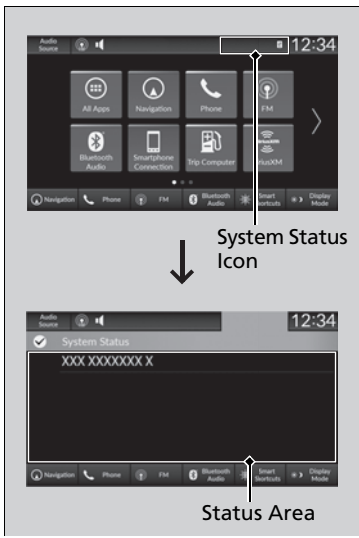 Audio
Source
12:34
All Apps
Navigation
Phone
FM
Bluetooth
Audio
Smartphone
Connection
Trip Computer
SiriusXM
Navigation
Phone
FM
Bluetooth
Audio
Smart
Shortcuts
Display
Mode
System Status
Icon
Audio
Source
12:34
System Status
XXX XXXXXXX X
Navigation
Phone
FM
Bluetooth
Audio
Smart
Shortcuts
Display
Mode
Status Area